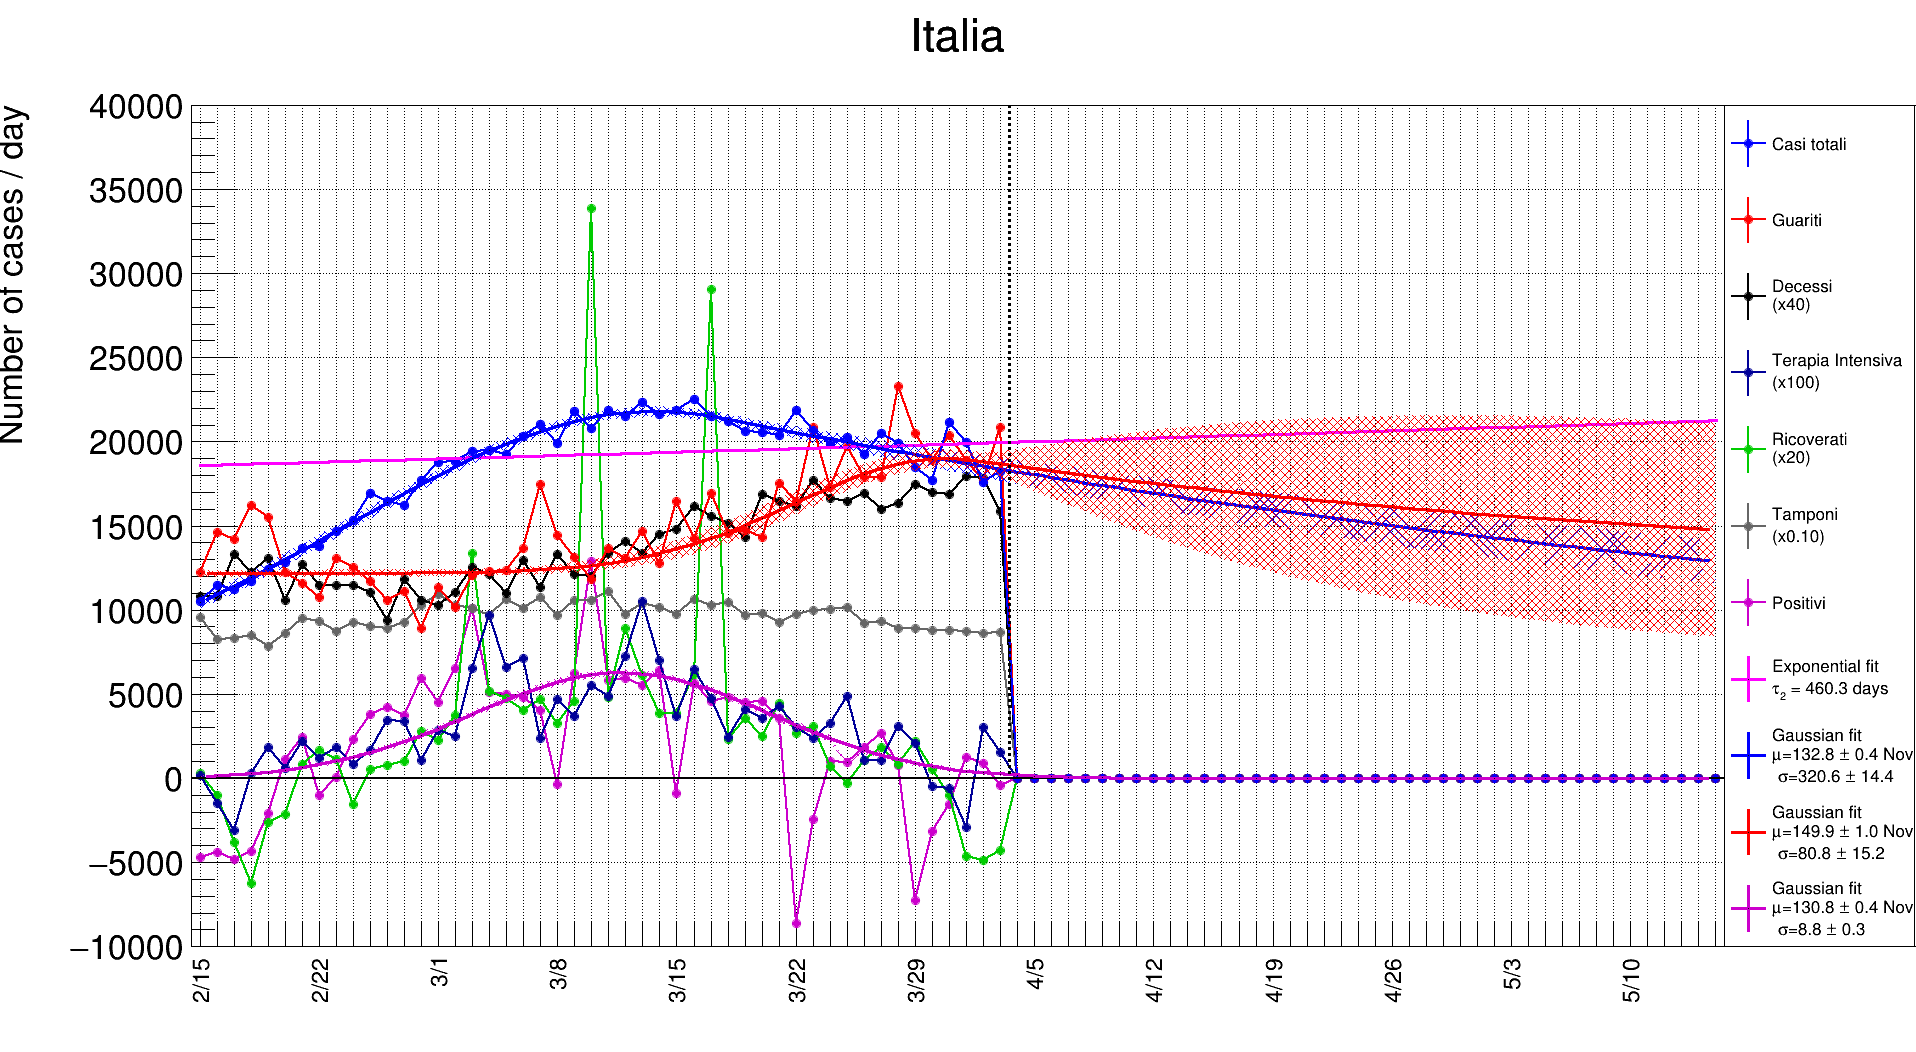 Italia
Number of cases / day
40000
35000
30000
25000
20000
15000
10000
5000
0
−5000
−10000
2/15
2/22
3/1
3/8
3/15
3/22
3/29
4/5
4/12
4/19
4/26
5/3
5/10
Casi totali
Guariti
Decessi
(x40)
Terapia Intensiva
(x100)
Ricoverati
(x20)
Tamponi
(x0.10)
Positivi
Exponential fit
τ2 = 460.3 days
Gaussian fit
μ=132.8 ± 0.4 Nov
σ=320.6 ± 14.4
Gaussian fit
μ=149.9 ± 1.0 Nov
σ=80.8 ± 15.2
Gaussian fit
μ=130.8 ± 0.4 Nov
σ=8.8 ± 0.3